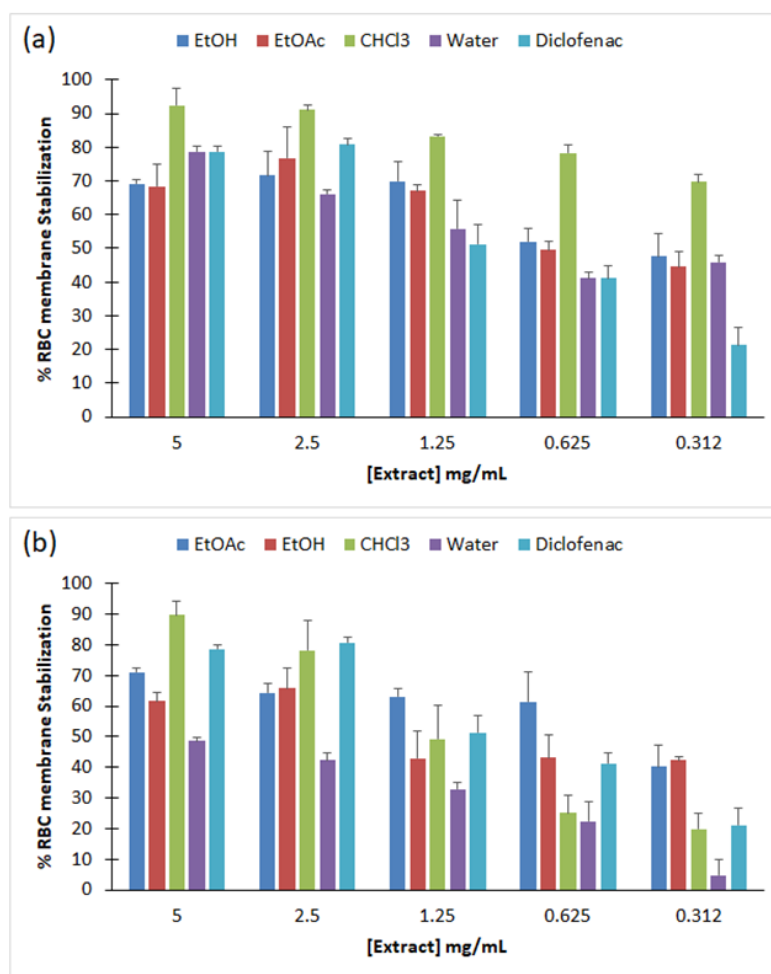 (a)
EtOH EtOAc CHCl3 Water Diclofenac
100
90
80
70
60
50
40
30
20
10
0
% RBC membrane Stabilization
5 2.5 1.25 0.625 0.312
[Extract] mg/mL
(b)
EtOAc EtOH CHCl3 Water Diclofenac
100
90
80
70
60
50
40
30
20
10
0
% RBC membrane Stabilization
5 2.5 1.25 0.625 0.312
[Extract] mg/mL